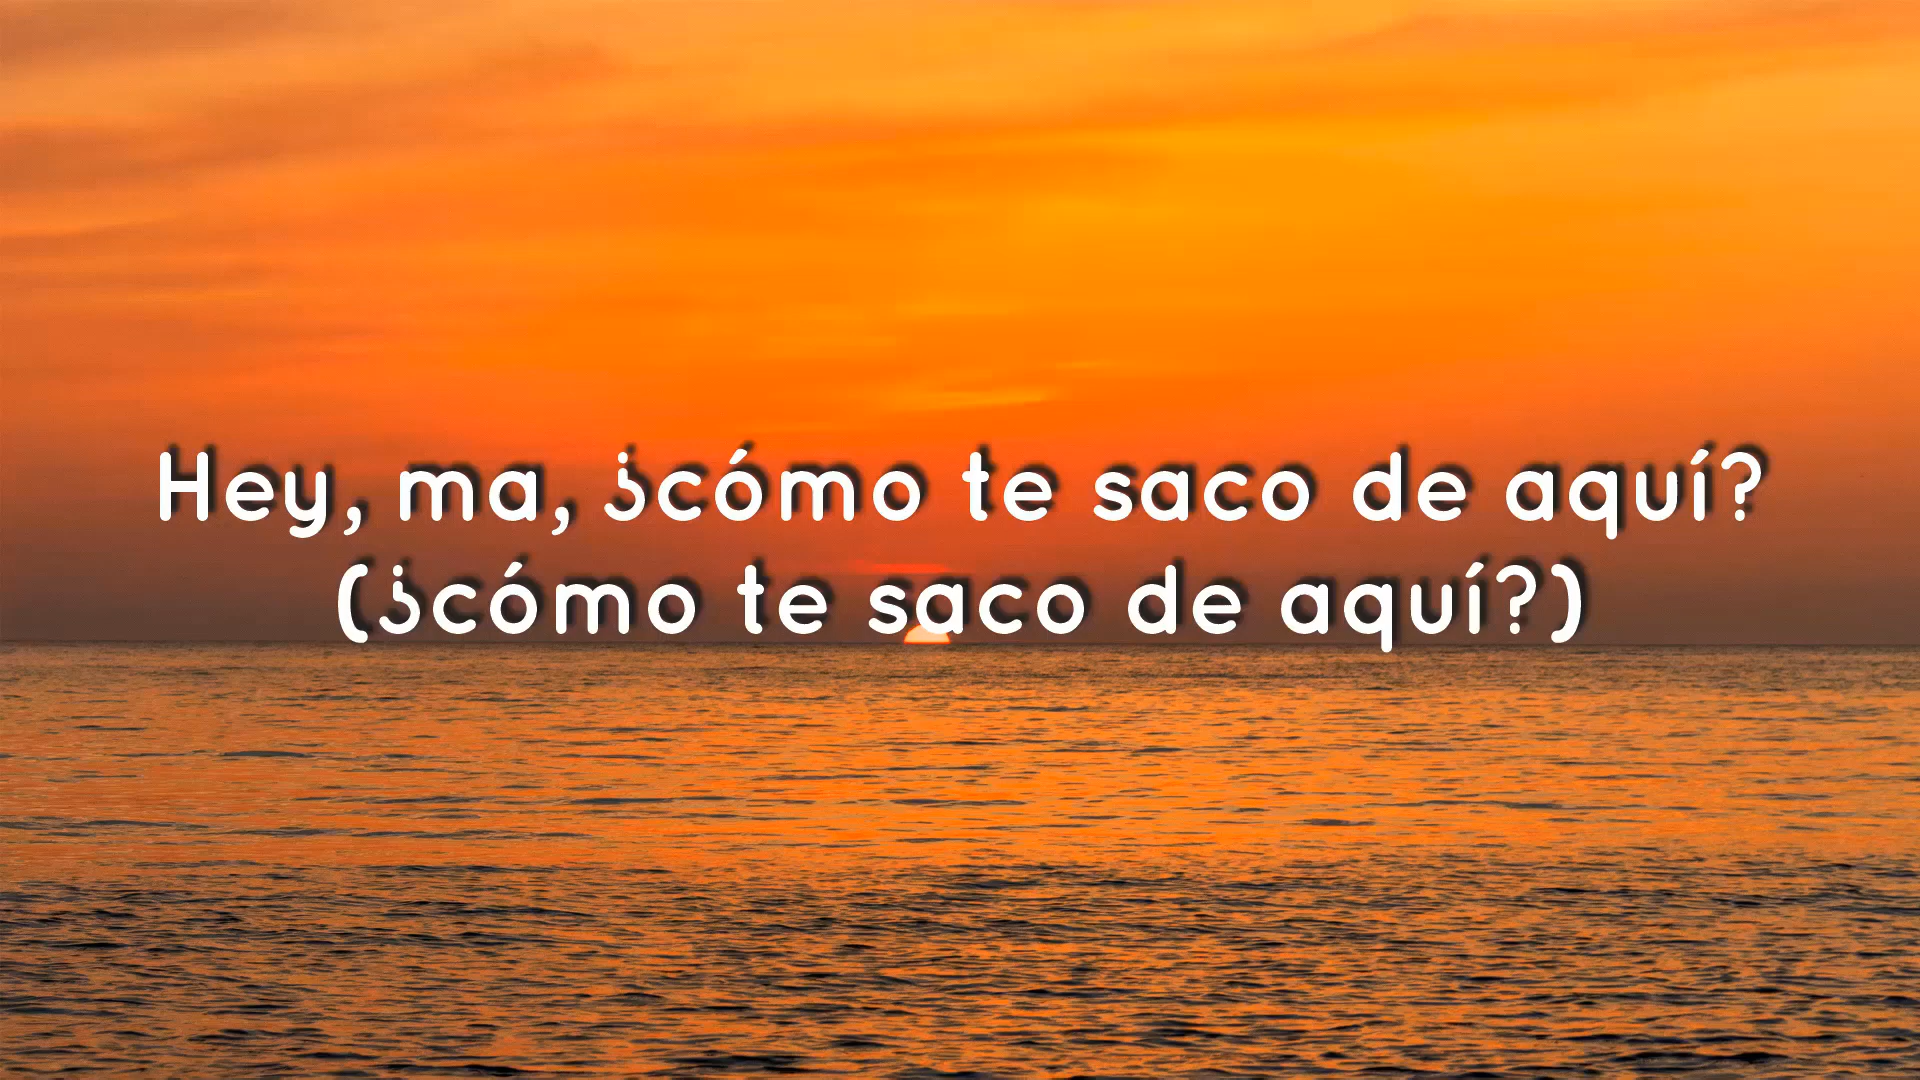 Hey, ma, ¿cómo te saco de aquí?
(¿cómo te saco de aquí?)